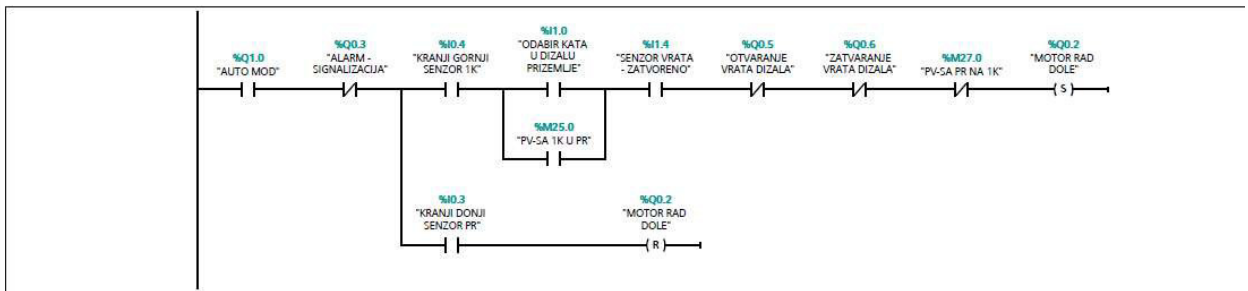 %Q1.0
"AUTO MOD"
%Q0.3
"ALARM -
SIGNALIZACIJA"
%I0.4
"KRANJI GORNJI
SENZOR 1K"
%I1.0
"ODABIR KATA
U DIZALU
PRIZEMLJE"
%I1.4
"SENZOR VRATA
- ZATVORENO"
%Q0.5
"OTVARANJE
VRATA DIZALA"
%Q0.6
"ZATVARANJE
VRATA DIZALA"
%M27.0
"PV-SA PR NA 1K"
%Q0.2
"MOTOR RAD
DOLE"
S
%M25.0
"PV-SA 1K U PR"
%I0.3
"KRANJI DONJI
SENZOR PR"
%Q0.2
"MOTOR RAD
DOLE"
R